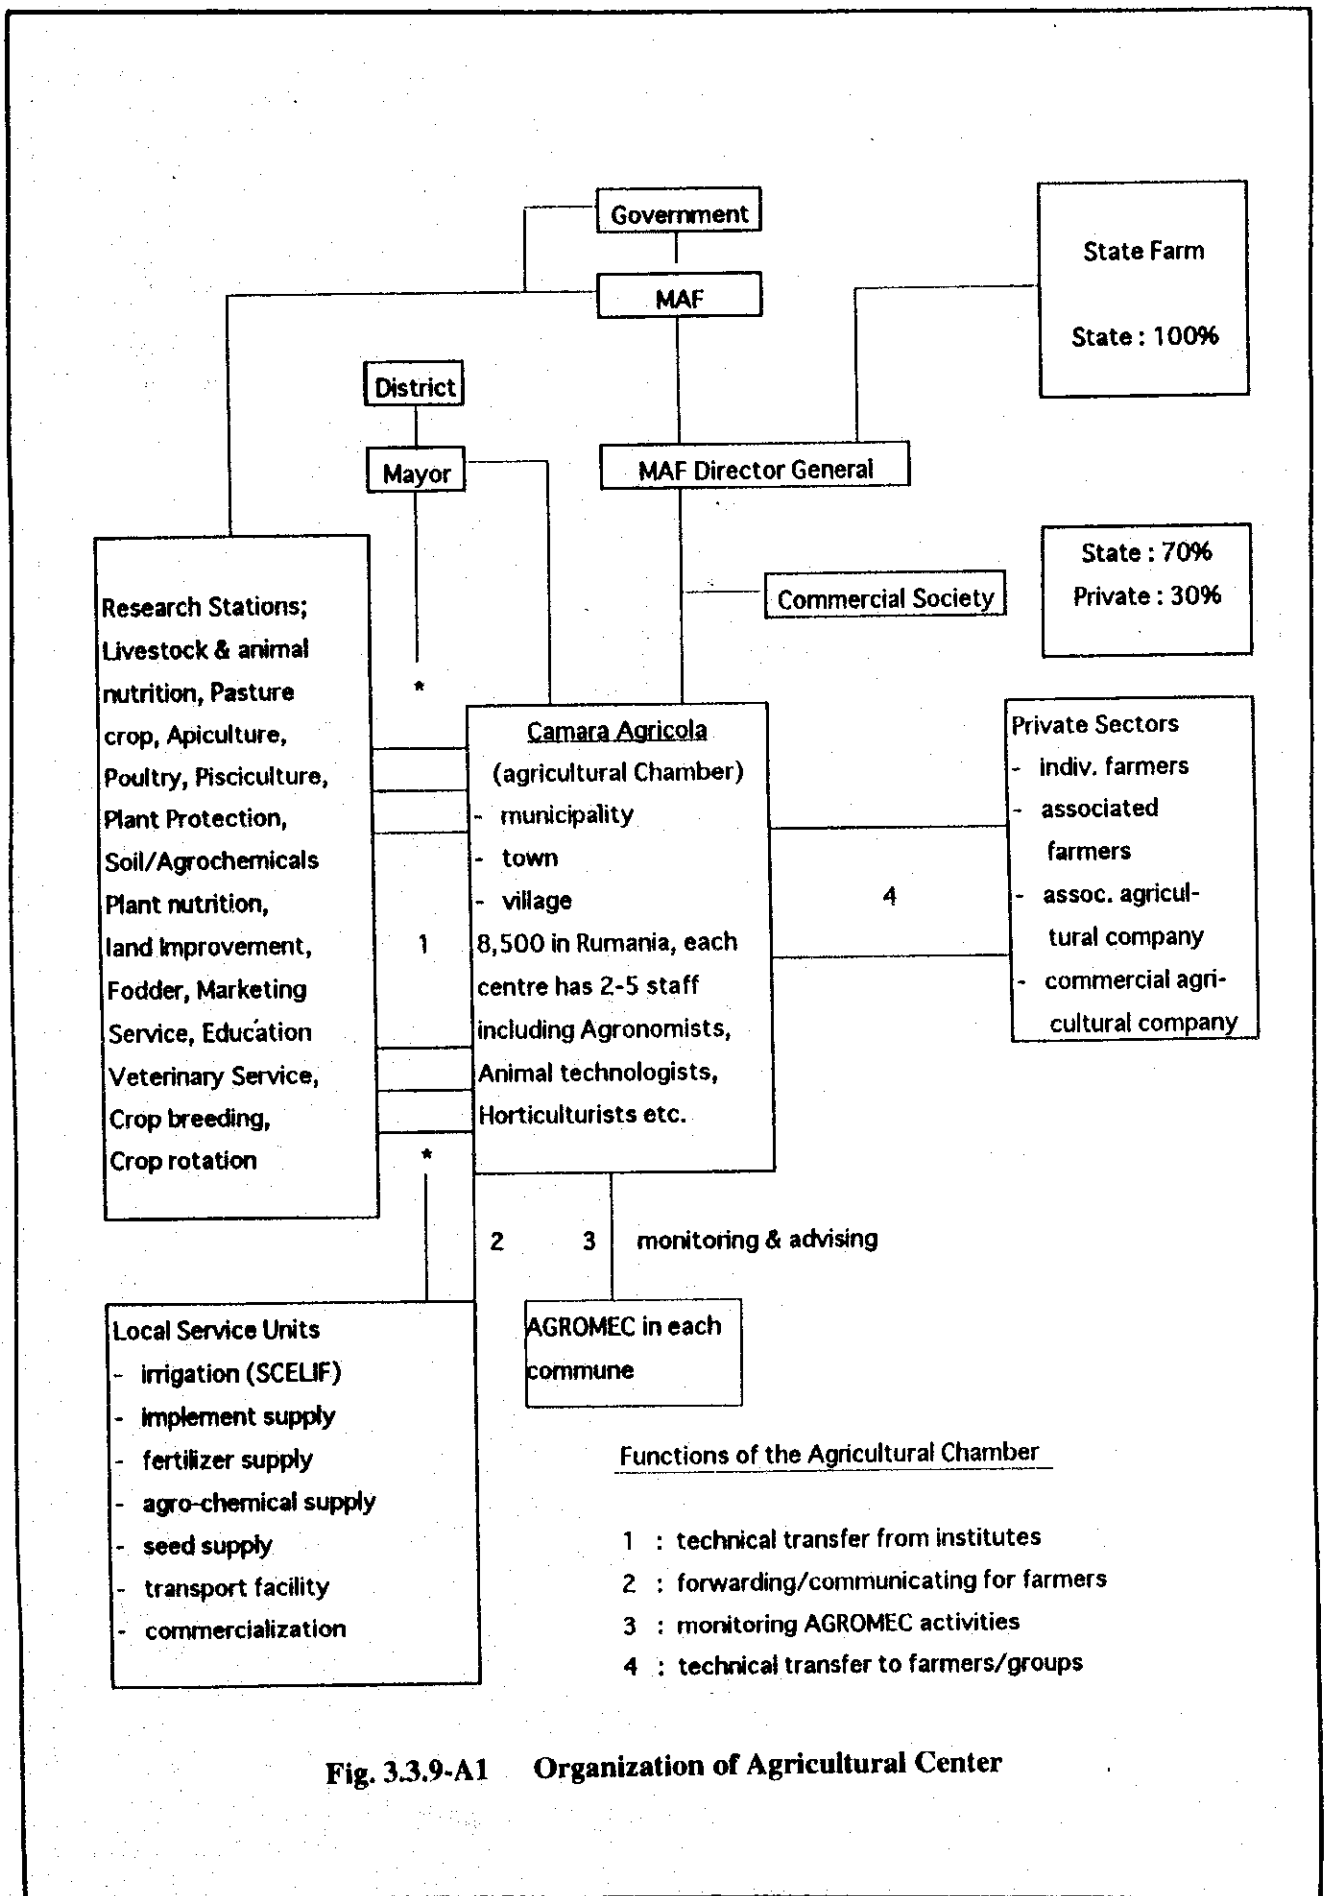 Government
MAF
State Farm
State : 100%
District
Mayor
MAF Director General
State : 70%
Private : 30%
Commercial Society
Research Stations;
Livestock & animal
nutrition, Pasture
crop, Apiculture,
Poultry, Pisciculture,
Plant Protection,
Soil/Agrochemicals
Plant nutrition,
land Improvement,
Fodder, Marketing
Service, Education
Veterinary Service,
Crop breeding,
Crop rotation
*
1
*
Camara Agricola
(agricultural Chamber)
- municipality
- town
- village
8,500 in Rumania, each
centre has 2-5 staff
including Agronomists,
Animal technologists,
Horticulturists etc.
4
Private Sectors
- indiv. farmers
- associated
farmers
- assoc. agricul-
tural company
- commercial agri-
cultural company
2
3 monitoring & advising
Local Service Units
- irrigation (SCELIF)
- implement supply
- fertilizer supply
- agro-chemical supply
- seed supply
- transport facility
- commercialization
AGROMEC in each
commune
Functions of the Agricultural Chamber
1 : technical transfer from institutes
2 : forwarding/communicating for farmers
3 : monitoring AGROMEC activities
4 : technical transfer to farmers/groups
Fig. 3.3.9-A1 Organization of Agricultural Center